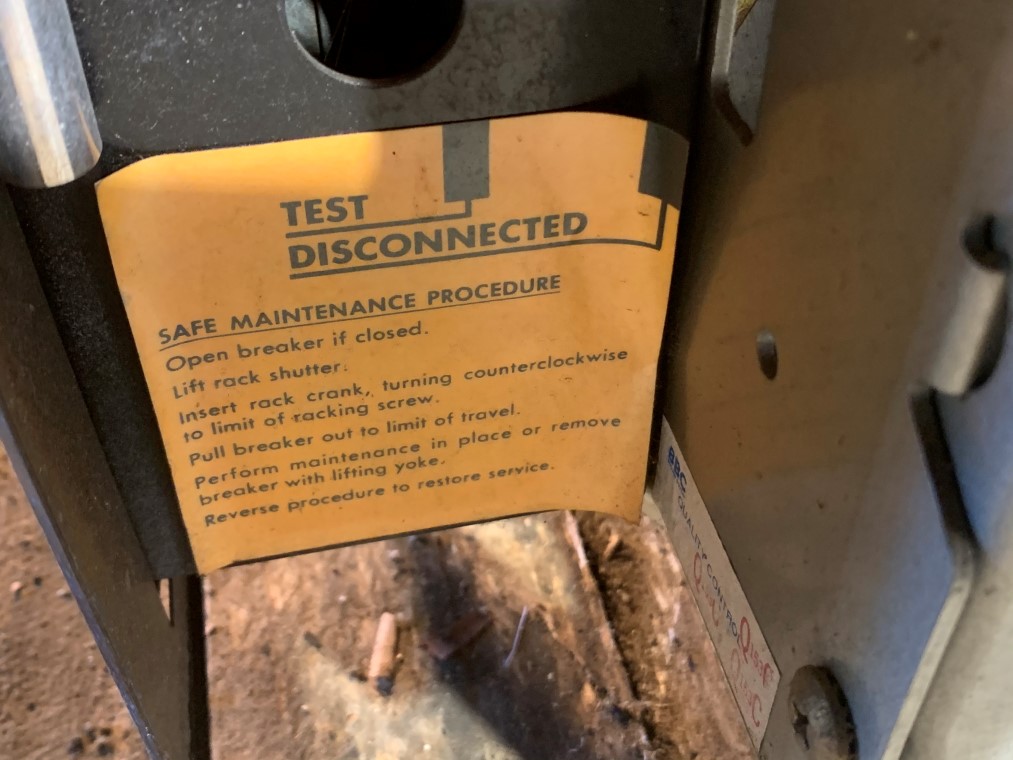 TEST
DISCONNECTED
SAFE MAINTENANCE PROCEDURE
Open breaker if closed.
Lift rack shutter.
Insert rack crank, turning counterclockwise
to limit of racking screw.
Pull breaker out to limit of travel.
Perform maintenance in place or remove
breaker with lifting yoke.
Reverse procedure to restore service.
BBC
QUALITY CONTROL